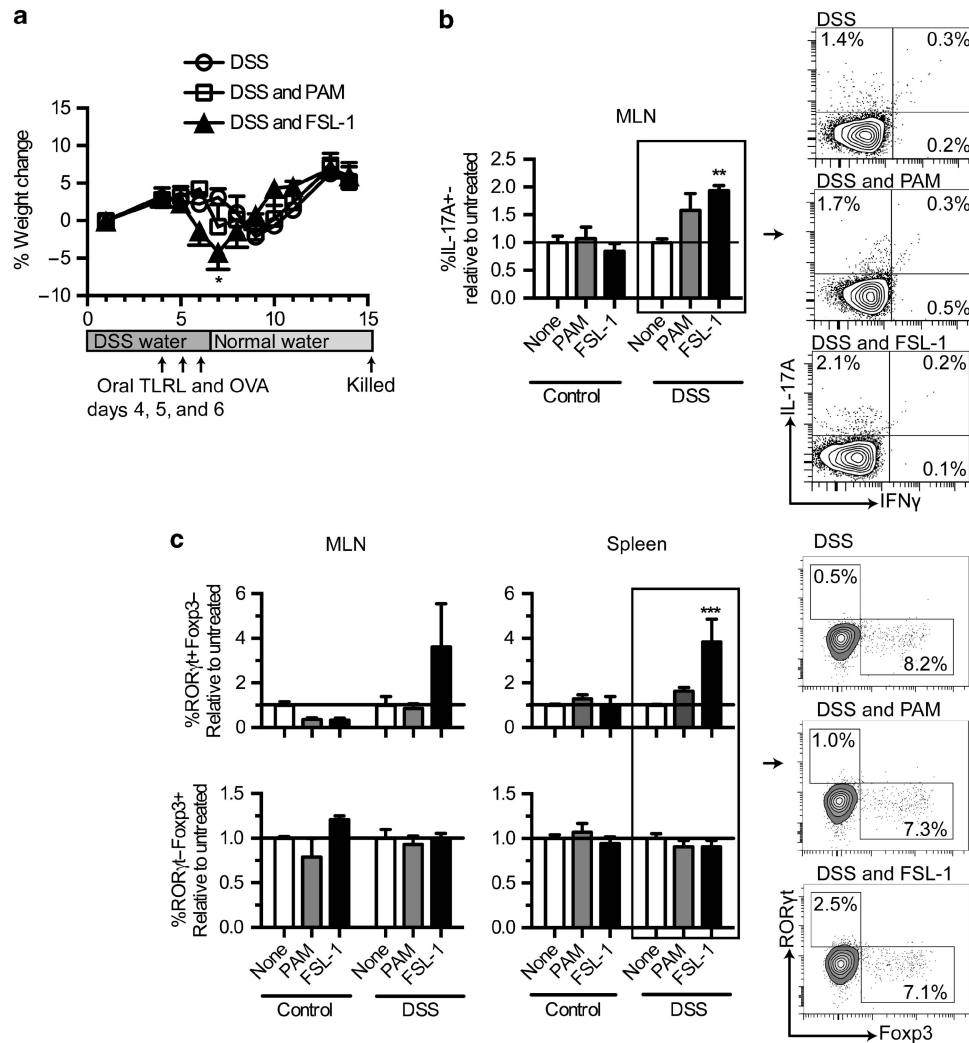 a
DSS
DSS and PAM
DSS and FSL-1
% Weight change
15
10
5
0
−5
−10
*
0 5 10 15
DSS water Normal water
Oral TLRL and OVA
days 4, 5, and 6
Killed
b
MLN
%IL-17A+-
relative to untreated
2.5
2.0
1.5
1.0
0.5
0.0
**
None PAM FSL-1 None PAM FSL-1
Control DSS
DSS
1.4% 0.3%
0.2%
DSS and PAM
1.7% 0.3%
0.5%
DSS and FSL-1
2.1% 0.2%
0.1%
IL-17A
IFNγ
c
MLN
Spleen
%RORγt+Foxp3−
Relative to untreated
6
4
2
0
6
4
2
0
***
%RORγt−Foxp3+
Relative to untreated
1.5
1.0
0.5
0.0
1.5
1.0
0.5
0.0
None PAM FSL-1 None PAM FSL-1
Control DSS
None PAM FSL-1 None PAM FSL-1
Control DSS
DSS
0.5%
8.2%
DSS and PAM
1.0%
7.3%
DSS and FSL-1
2.5%
7.1%
RORγt
Foxp3